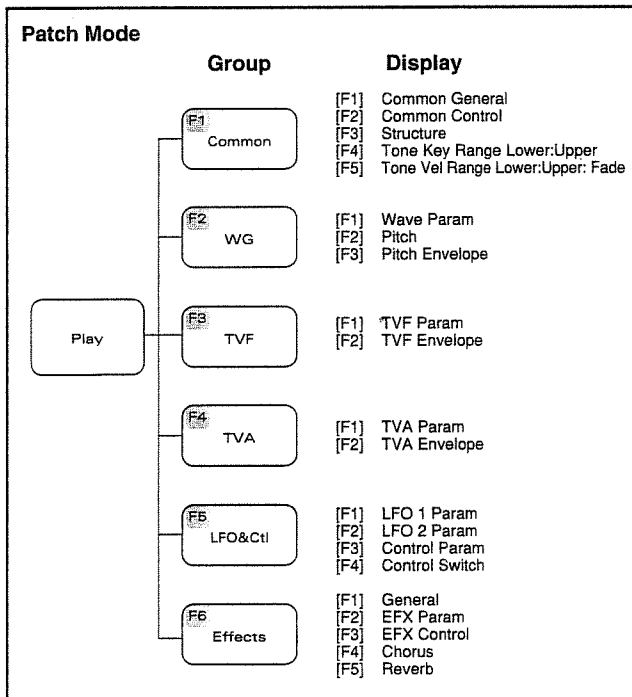 Patch Mode
Group
Display
F1
Common
[F1] Common General
[F2] Common Control
[F3] Structure
[F4] Tone Key Range Lower:Upper
[F5] Tone Vel Range Lower:Upper: Fade
F2
WG
[F1] Wave Param
[F2] Pitch
[F3] Pitch Envelope
Play
F3
TVF
[F1] TVF Param
[F2] TVF Envelope
F4
TVA
[F1] TVA Param
[F2] TVA Envelope
F5
LFO&Ctl
[F1] LFO 1 Param
[F2] LFO 2 Param
[F3] Control Param
[F4] Control Switch
F6
Effects
[F1] General
[F2] EFX Param
[F3] EFX Control
[F4] Chorus
[F5] Reverb